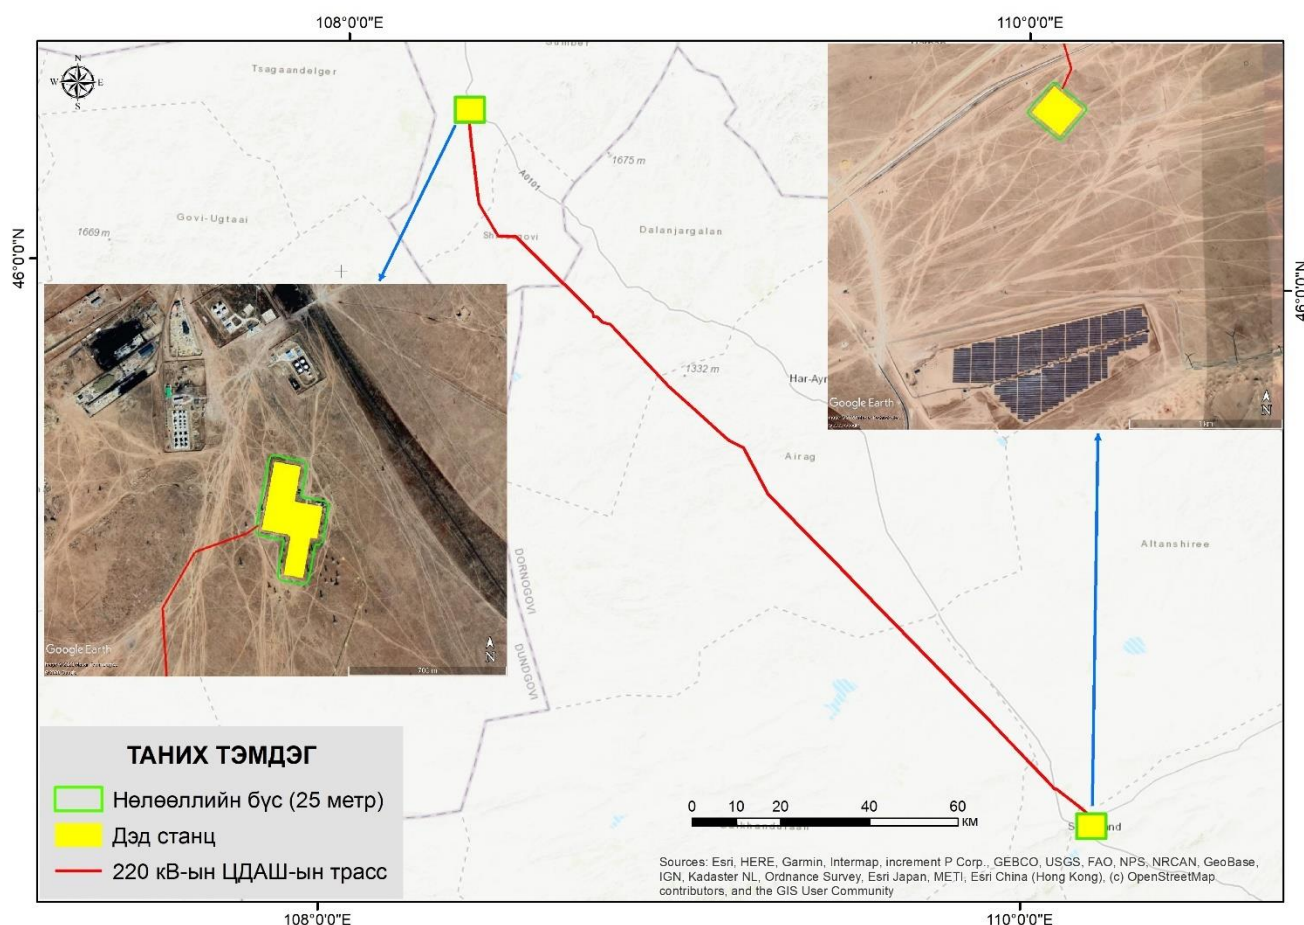 108°0'0"E
110°0'0"E
N
W
E
S
Tsagaandelger
1675 m
A0101
Govi-Ugtaai
1669 m
Dalanjargalan
46°0'0"N
46°0'0"N
1332 m
Har-Ayr
Airag
Google Earth
N
Altanshiree
DORNOGOVI
DUNDGOVI
Google Earth
700 m
N
ТАНИХ ТЭМДЭГ
Нөлөөллийн бүс (25 метр)
Дэд станц
220 кВ-ын ЦДАШ-ын трасс
0 10 20 40 60
КМ
Sources: Esri, HERE, Garmin, Intermap, increment P Corp., GEBCO, USGS, FAO, NPS, NRCAN, GeoBase,
IGN, Kadaster NL, Ordnance Survey, Esri Japan, METI, Esri China (Hong Kong), (c) OpenStreetMap
contributors, and the GIS User Community
108°0'0"E
110°0'0"E